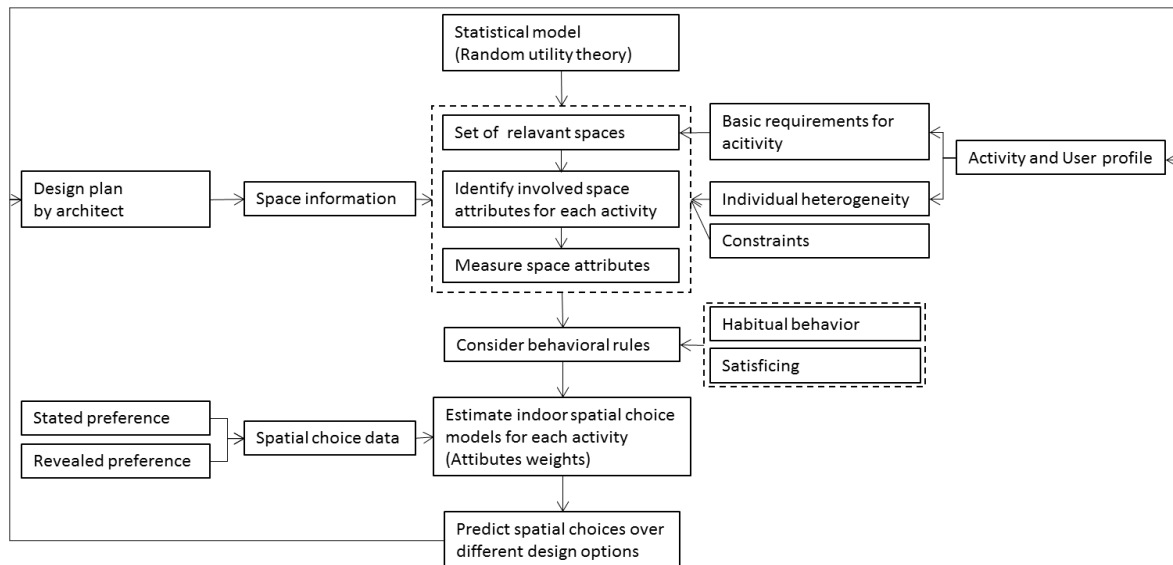 Statistical model
(Random utility theory)
Set of relavant spaces
Basic requirements for
acitivity
Activity and User profile
Design plan
by architect
Space information
Identify involved space
attributes for each activity
Individual heterogeneity
Constraints
Measure space attributes
Habitual behavior
Consider behavioral rules
Satisficing
Stated preference
Revealed preference
Spatial choice data
Estimate indoor spatial choice
models for each activity
(Attibutes weights)
Predict spatial choices over
different design options